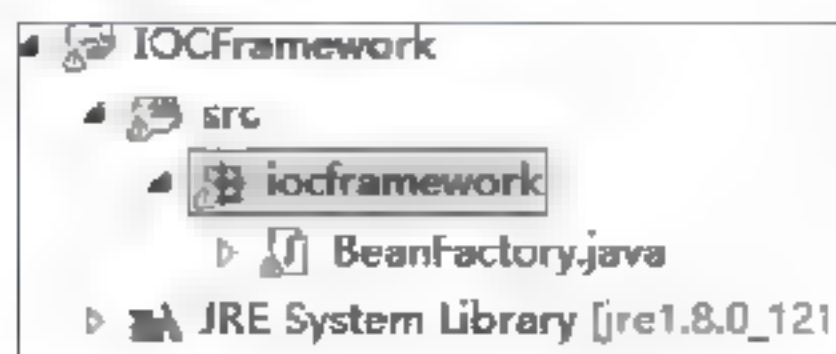 IOCFramework
src
iocframework
BeanFactory.java
JRE System Library [jre1.8.0_121